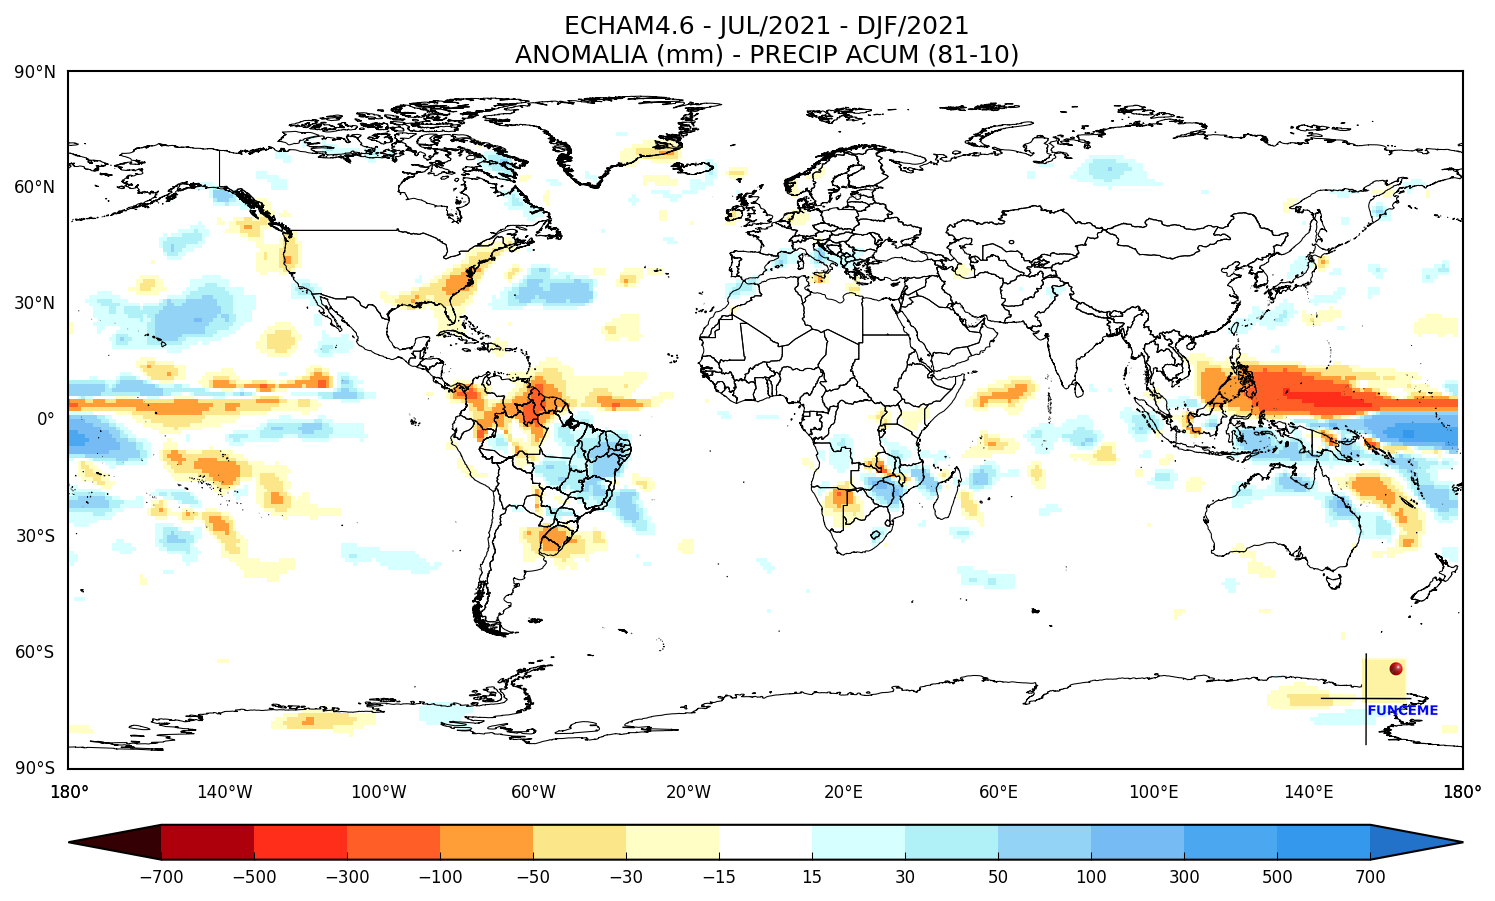 ECHAM4.6 - JUL/2021 - DJF/2021
ANOMALIA (mm) - PRECIP ACUM (81-10)
90°N
60°N
30°N
0°
30°S
60°S
90°S
FUNCEME
180° 140°W 100°W 60°W 20°W 20°E 60°E 100°E 140°E 180°
−700 −500 −300 −100 −50 −30 −15 15 30 50 100 300 500 700